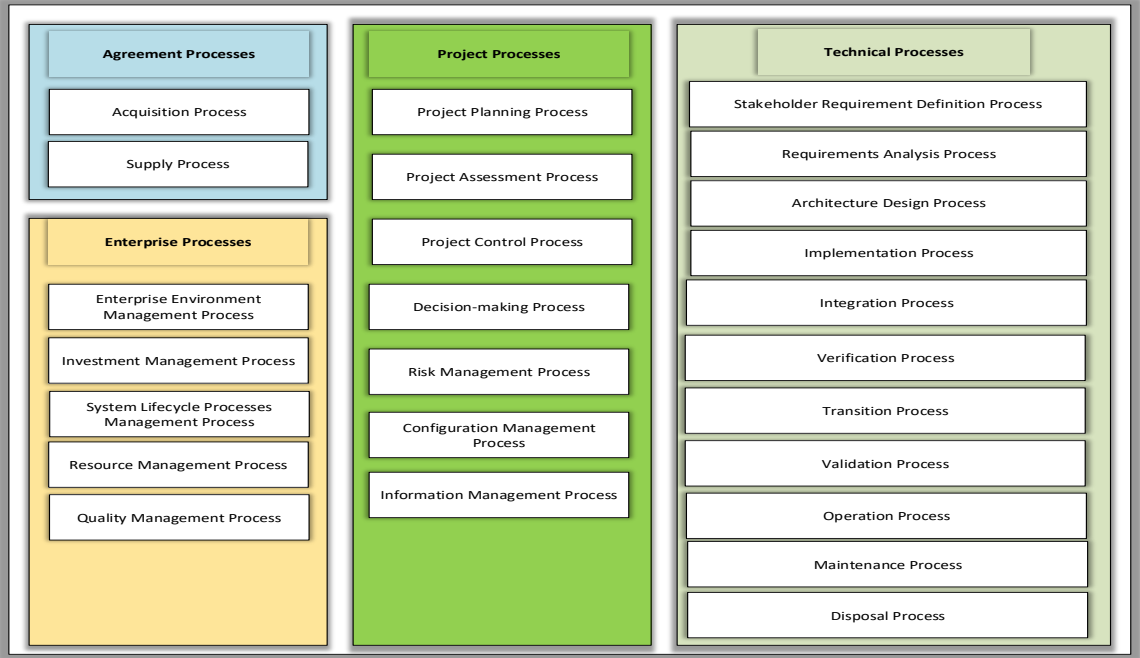 Agreement Processes
Acquisition Process
Supply Process
Enterprise Processes
Enterprise Environment
Management Process
Investment Management Process
System Lifecycle Processes
Management Process
Resource Management Process
Quality Management Process
Project Processes
Project Planning Process
Project Assessment Process
Project Control Process
Decision-making Process
Risk Management Process
Configuration Management
Process
Information Management Process
Technical Processes
Stakeholder Requirement Definition Process
Requirements Analysis Process
Architecture Design Process
Implementation Process
Integration Process
Verification Process
Transition Process
Validation Process
Operation Process
Maintenance Process
Disposal Process